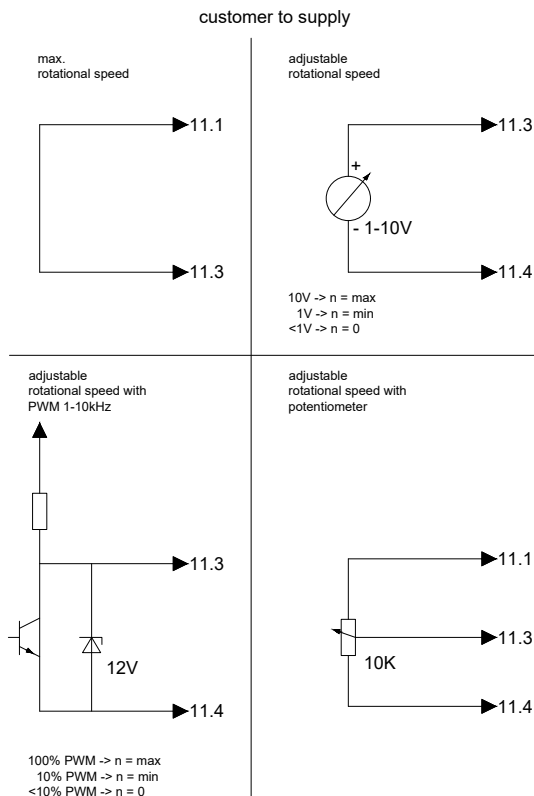 customer to supply
max.
rotational speed
11.1
11.3
adjustable
rotational speed
11.3
+
- 1-10V
11.4
10V -> n = max
1V -> n = min
<1V -> n = 0
adjustable
rotational speed with
PWM 1-10kHz
11.3
12V
11.4
100% PWM -> n = max
10% PWM -> n = min
<10% PWM -> n = 0
adjustable
rotational speed with
potentiometer
11.1
11.3
10K
11.4